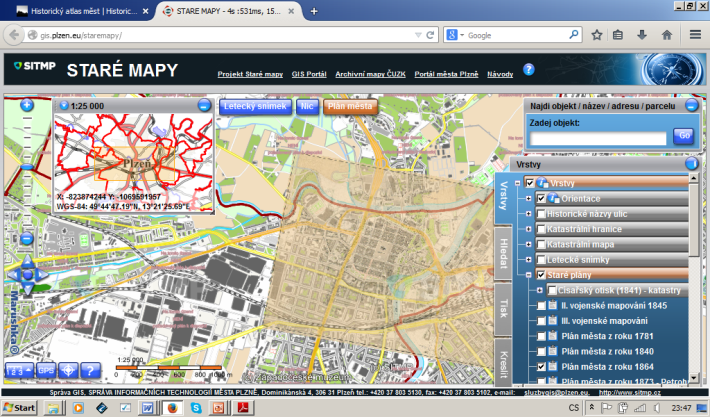 Historický atlas měst | Historic...
STARE MAPY - 4s :531ms, 15...
gis.plzen.eu/staremapy/
Google
SITMP
STARÉ MAPY
Projekt Staré mapy
GIS Portál
Archivní mapy ČUZK
Portál města Plzně
Návody
?
1:25 000
Letecký snímek
Nic
Plán města
Najdi objekt / název / adresu / parcelu
Zadej objekt:
Go
Plzeň
X: -823874244 Y: -1069591957
WGS-84: 49°44'47.19"N, 13°21'25.69"E
Vrstvy
Vrstvy
Orientace
Historické názvy ulic
Katastrální hranice
Katastrální mapa
Letecké snímky
Staré plány
Císařský otisk (1841) - katastry
II. vojenské mapování 1845
III. vojenské mapování
Plán města z roku 1781
Plán města z roku 1840
Plán města z roku 1864
Plán města z roku 1873 - Petrob
Vrstvy
Hledat
Tisk
Kreslit
Marushka ©
1:25 000
0 200 400 600 800
GPS
?
Správa GIS, SPRÁVA INFORMAČNÍCH TECHNOLOGIÍ MĚSTA PLZNĚ, Dominikánská 4, 306 31 Plzeň tel.: +420 37 803 5130, fax: +420 37 803 5102, e-mail: sluzbygis@plzen.eu, http://www.sitmp.cz
Start
CS
23:47